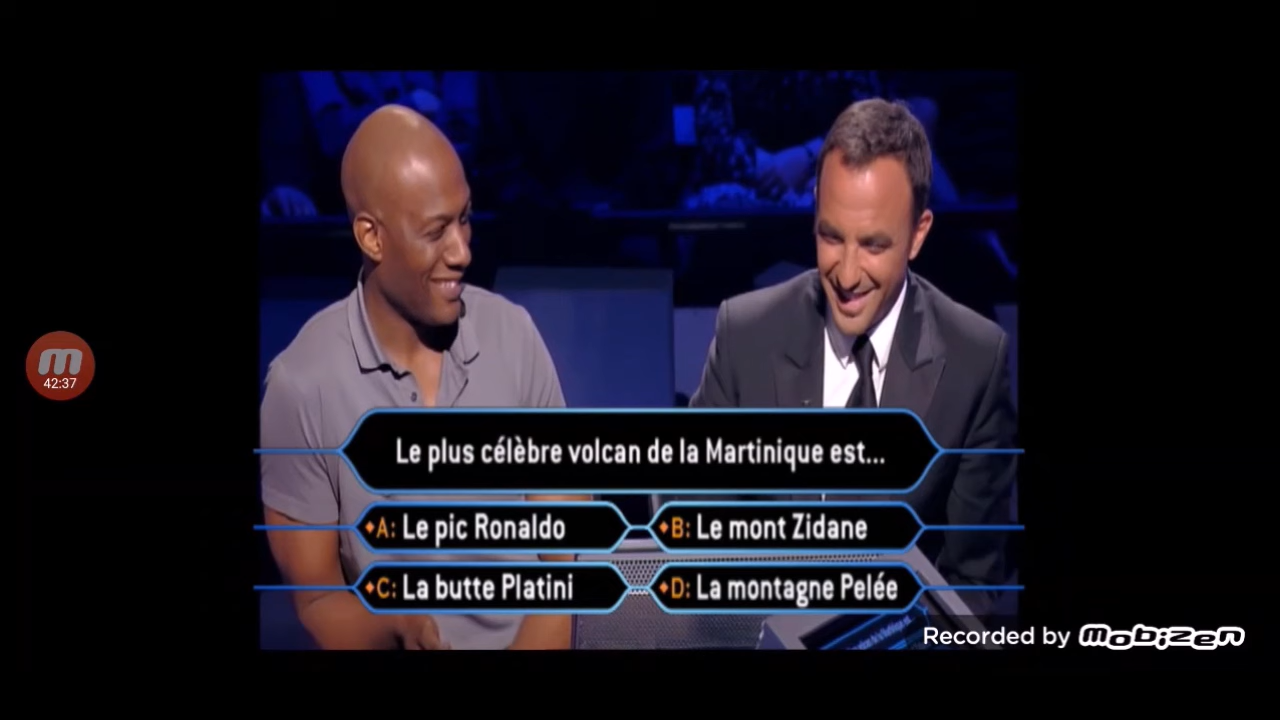 Le plus célèbre volcan de la Martinique est...
A: Le pic Ronaldo
B: Le mont Zidane
C: La butte Platini
D: La montagne Pelée
42:37
Recorded by mobizen